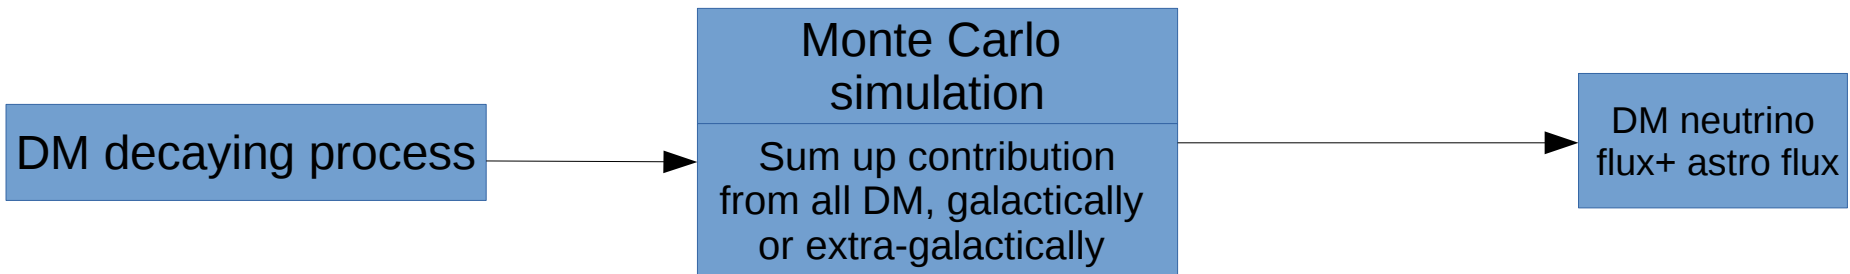 DM decaying process
Monte Carlo
simulation
Sum up contribution
from all DM, galactically
or extra-galactically
DM neutrino
flux+ astro flux